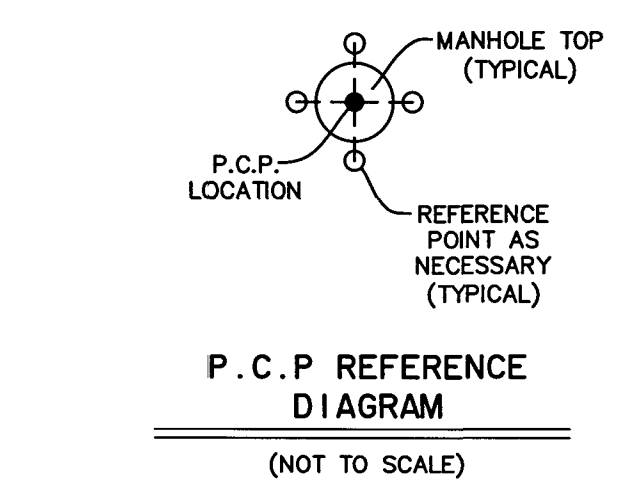 MANHOLE TOP
(TYPICAL)
P.C.P.
LOCATION
REFERENCE
POINT AS
NECESSARY
(TYPICAL)
P.C.P REFERENCE
DIAGRAM
(NOT TO SCALE)